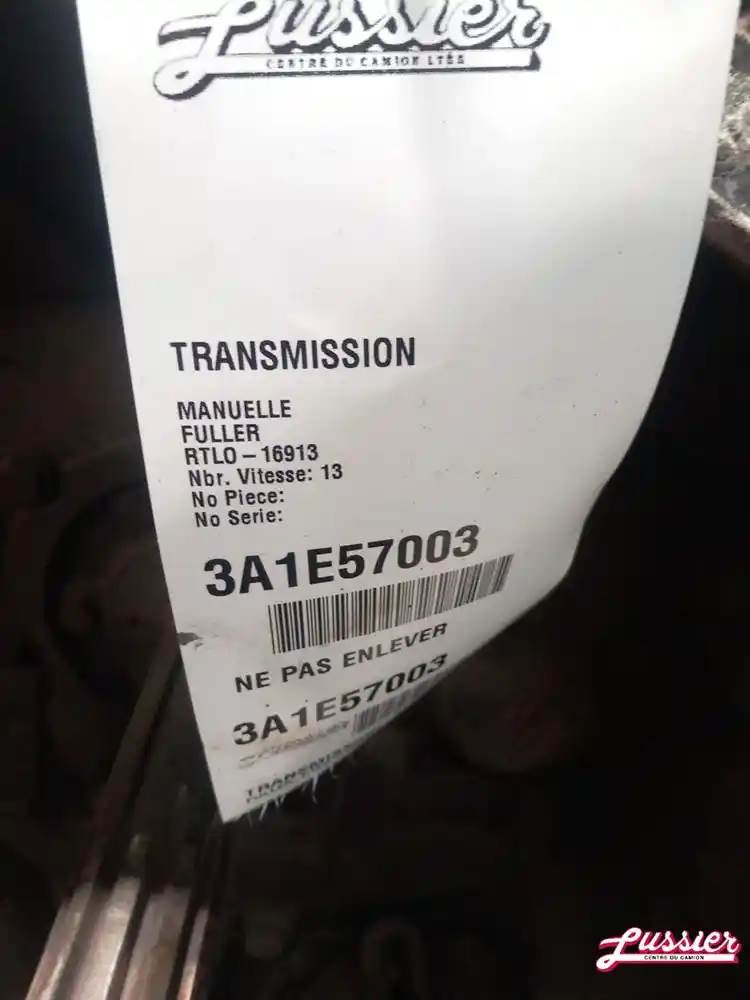 Lussier
CENTRE DU CAMION LTÉE
TRANSMISSION
MANUELLE
FULLER
RTLO-16913
Nbr. Vitesse: 13
No Piece:
No Serie:
3A1E57003
NE PAS ENLEVER
3A1E57003
TRANSMISS
Lussier
CENTRE DU CAMION